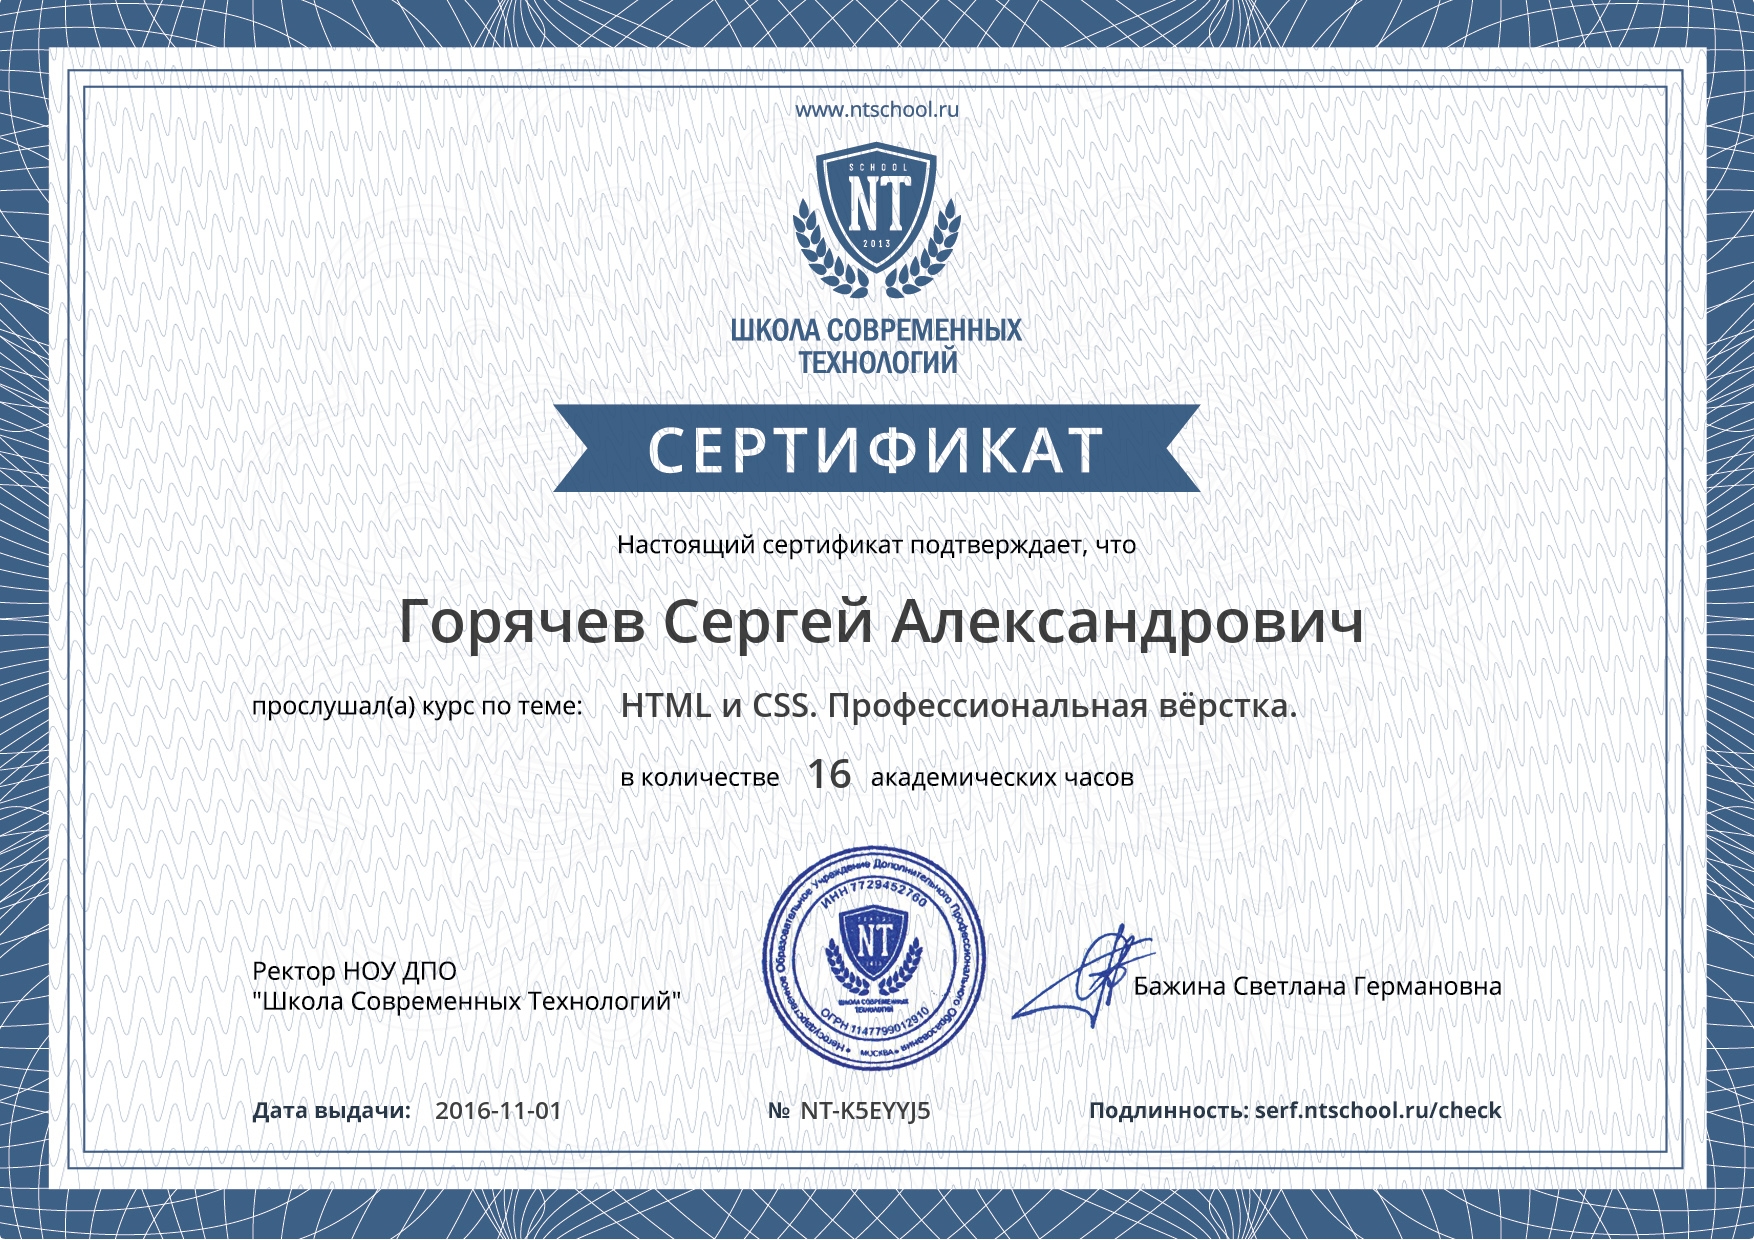 www.ntschool.ru
SCHOOL
NT
2013
ШКОЛА СОВРЕМЕННЫХ
ТЕХНОЛОГИЙ
СЕРТИФИКАТ
Настоящий сертификат подтверждает, что
Горячев Сергей Александрович
прослушал(а) курс по теме: HTML и CSS. Профессиональная вёрстка.
в количестве 16 академических часов
Негосударственное Образовательное Учреждение Дополнительного Профессионального Образования
ИНН 7729452760
NT
ШКОЛА СОВРЕМЕННЫХ
ТЕХНОЛОГИЙ
ОГРН 1147799012910
МОСКВА
Ректор НОУ ДПО
"Школа Современных Технологий"
Бажина Светлана Германовна
Дата выдачи: 2016-11-01 № NT-K5EYYJ5 Подлинность: serf.ntschool.ru/check